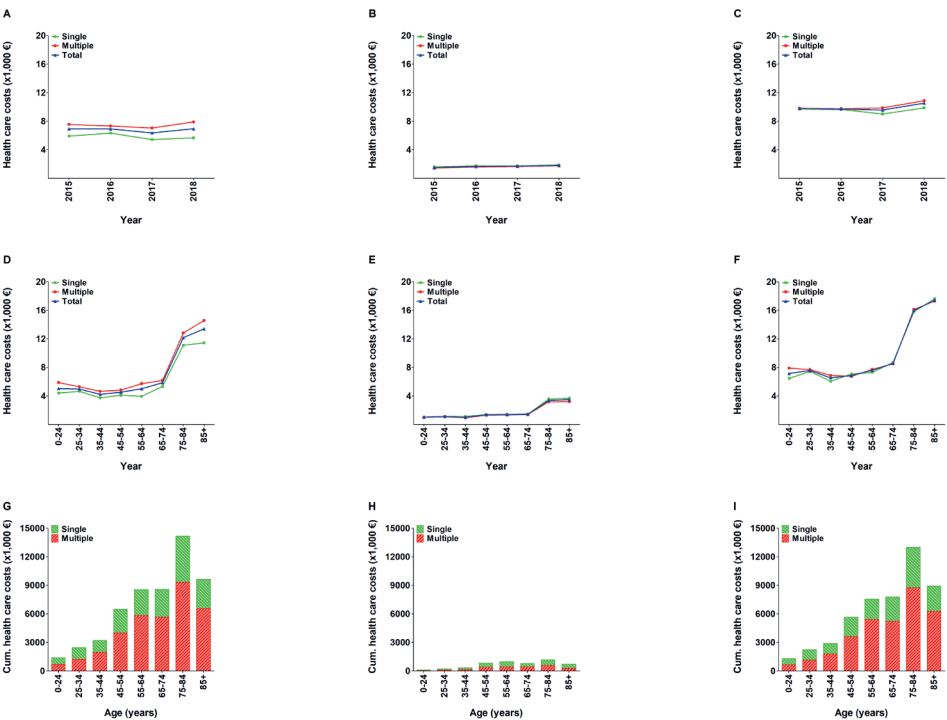 A
Health care costs (x1,000 €)
20
16
12
8
4
Single
Multiple
Total
2015
2016
2017
2018
Year
B
Health care costs (x1,000 €)
20
16
12
8
4
Single
Multiple
Total
2015
2016
2017
2018
Year
C
Health care costs (x1,000 €)
20
16
12
8
4
Single
Multiple
Total
2015
2016
2017
2018
Year
D
Health care costs (x1,000 €)
20
16
12
8
4
Single
Multiple
Total
0-24
25-34
35-44
45-54
55-64
65-74
75-84
85+
Year
E
Health care costs (x1,000 €)
20
16
12
8
4
Single
Multiple
Total
0-24
25-34
35-44
45-54
55-64
65-74
75-84
85+
Year
F
Health care costs (x1,000 €)
20
16
12
8
4
Single
Multiple
Total
0-24
25-34
35-44
45-54
55-64
65-74
75-84
85+
Year
G
Cum. health care costs (x1,000 €)
15000
12000
9000
6000
3000
0
Single
Multiple
0-24
25-34
35-44
45-54
55-64
65-74
75-84
85+
Age (years)
H
Cum. health care costs (x1,000 €)
15000
12000
9000
6000
3000
0
Single
Multiple
0-24
25-34
35-44
45-54
55-64
65-74
75-84
85+
Age (years)
I
Cum. health care costs (x1,000 €)
15000
12000
9000
6000
3000
0
Single
Multiple
0-24
25-34
35-44
45-54
55-64
65-74
75-84
85+
Age (years)